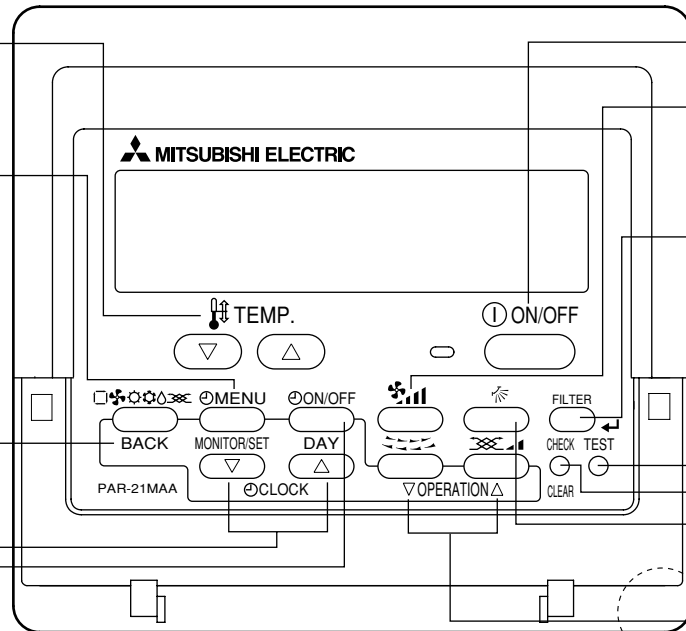 MITSUBISHI ELECTRIC
TEMP.
ON/OFF
MENU
ON/OFF
FILTER
BACK
MONITOR/SET
DAY
CHECK
TEST
PAR-21MAA
CLOCK
OPERATION
CLEAR